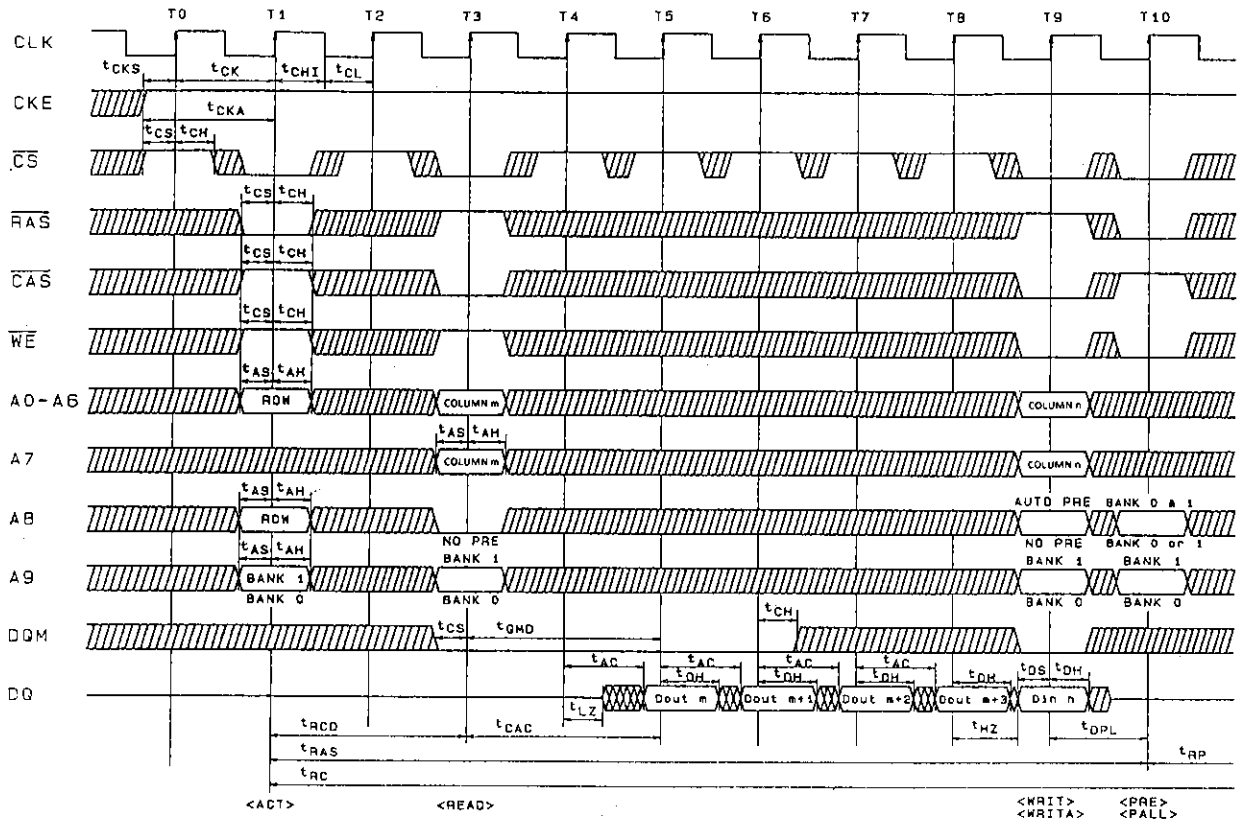 T0 T1 T2 T3 T4 T5 T6 T7 T8 T9 T10
CLK
tCKS tCK tCHI tCL
CKE
tCKA
tCS tCH
CS
tCS tCH
RAS
tCS tCH
CAS
tCS tCH
WE
tAS tAH
A0-A6 ROW COLUMN m COLUMN n
tAS tAH
A7 COLUMN m COLUMN n
tAS tAH AUTO PRE BANK 0 & 1
A8 ROW
NO PRE NO PRE BANK 0 or 1
tAS tAH BANK 1 BANK 1 BANK 1
A9 BANK 1
BANK 0 BANK 0 BANK 0 BANK 0
tCH
DQM tCS tQMD
tAC tAC tAC tAC
tOH tOH tOH tOH tDS tDH
DQ Dout m Dout m+1 Dout m+2 Dout m+3 Din n
tLZ
tRCD tCAC tHZ tDPL
tRAS tRP
tRC
<ACT> <READ> <WRIT> <PRE>
<WRITA> <PALL>